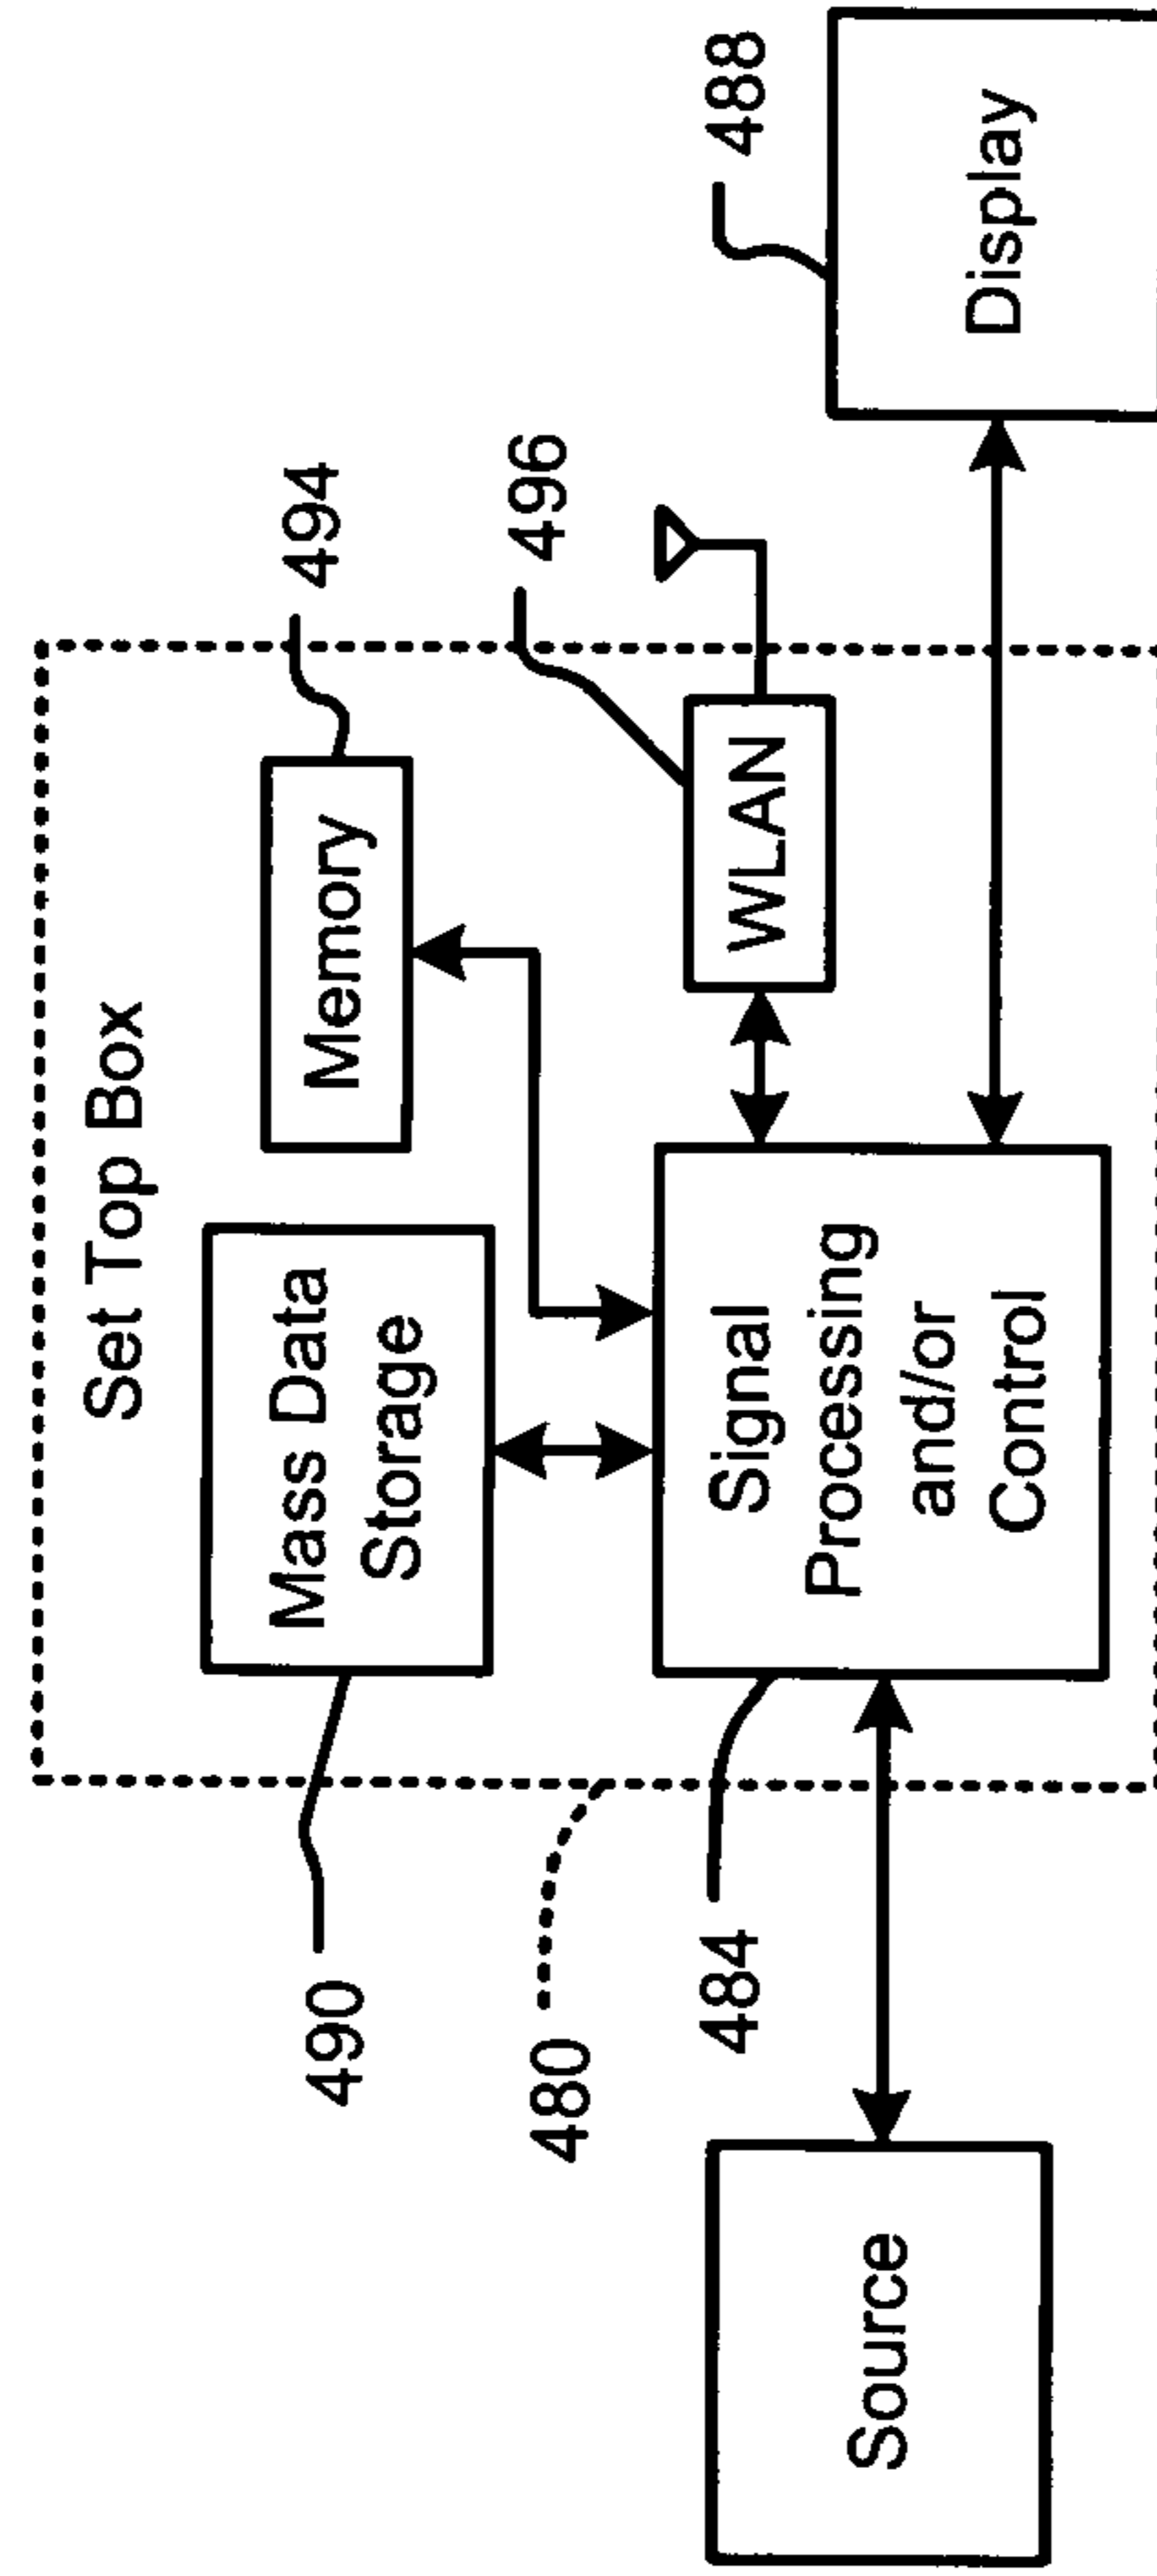 Set Top Box
490
Mass Data
Storage
Memory
494
480
496
484
Signal
Processing
and/or
Control
WLAN
488
Source
Display